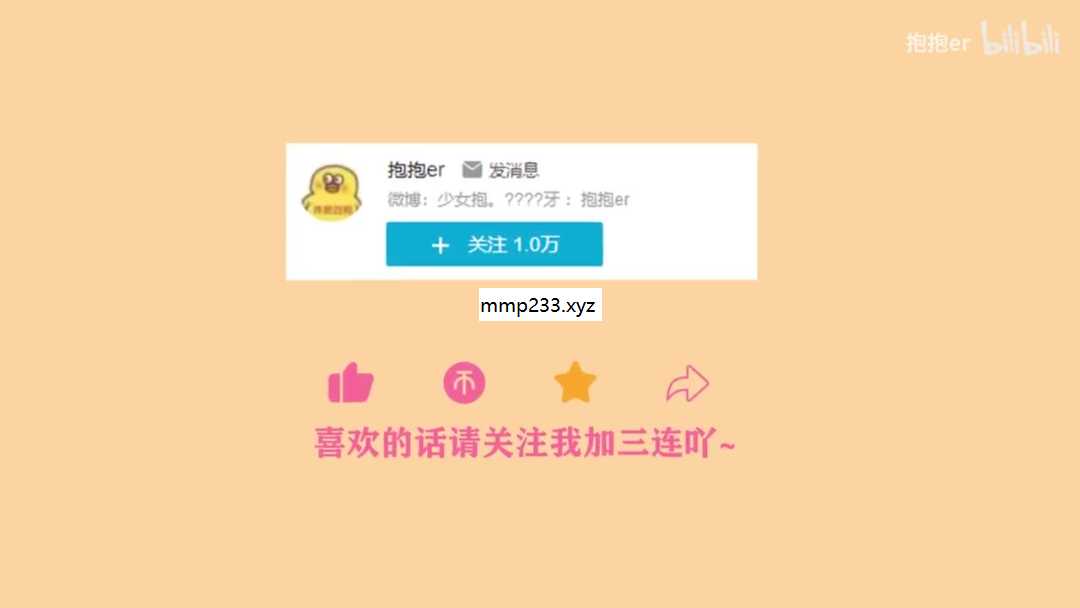 抱抱er bilibili
抱抱er 发消息
微博：少女抱。????牙：抱抱er
+ 关注 1.0万
mmp233.xyz
喜欢的话请关注我加三连吖~